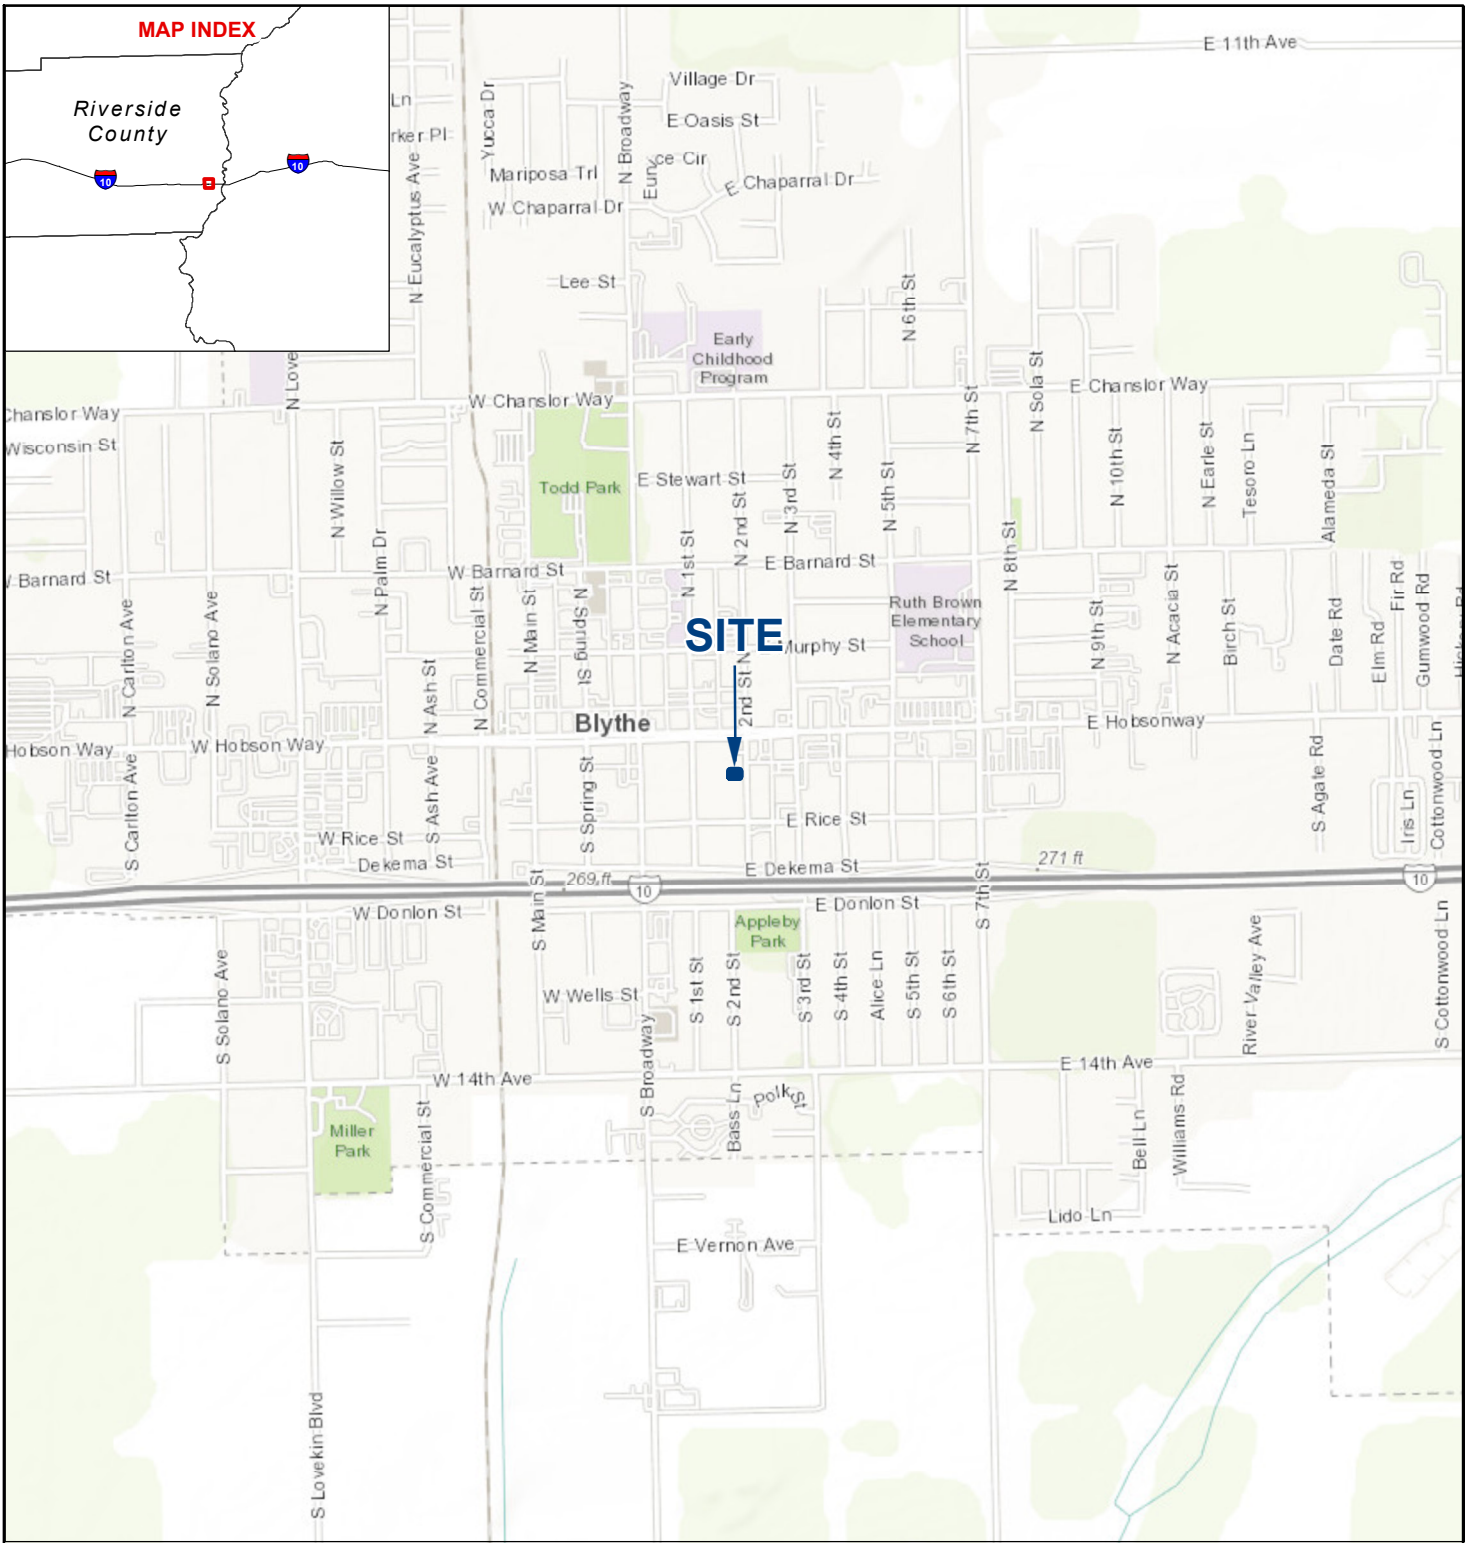 MAP INDEX
Riverside
County
10
10
E 11th Ave
Village Dr
E Oasis St
Ln
rker Pl
Yucca Dr
N Broadway
Eun
ce Cir
Mariposa Trl
E Chaparral Dr
W Chaparral Dr
N Eucalyptus Ave
Lee St
N 6th St
Early
Childhood
Program
N Love
N Sola St
W Chanslor Way
E Chanslor Way
Chanslor Way
Wisconsin St
N Willow St
N 7th St
N 4th St
N 3rd St
N 5th St
N 10th St
N Earle St
Tesoro Ln
Alameda St
Todd Park
E Stewart St
N 2nd St
N 1st St
N Palm Dr
N 8th St
W Barnard St
W Barnard St
E Barnard St
N Carlton Ave
N Solano Ave
N Commercial St
N Main St
N Spring St
Ruth Brown
Elementary
School
N 9th St
N Acacia St
Birch St
Date Rd
Elm Rd
Fir Rd
Gumwood Rd
SITE
Murphy St
2nd St N
N Ash St
Blythe
Hobson Way
W Hobson Way
E Hobsonway
S Carlton Ave
S Ash Ave
S Spring St
S Agate Rd
Iris Ln
Cottonwood Ln
W Rice St
E Rice St
Dekema St
E Dekema St
269 ft
10
271 ft
10
W Donlon St
S Main St
E Donlon St
S 7th St
Appleby
Park
S Solano Ave
W Wells St
S 1st St
S 2nd St
S 3rd St
S 4th St
Alice Ln
S 5th St
S 6th St
River Valley Ave
S Cottonwood Ln
S Broadway
W 14th Ave
E 14th Ave
Polk St
Bass Ln
Miller
Park
S Commercial St
Bell Ln
Williams Rd
Lido Ln
E Vernon Ave
S Lovekin Blvd